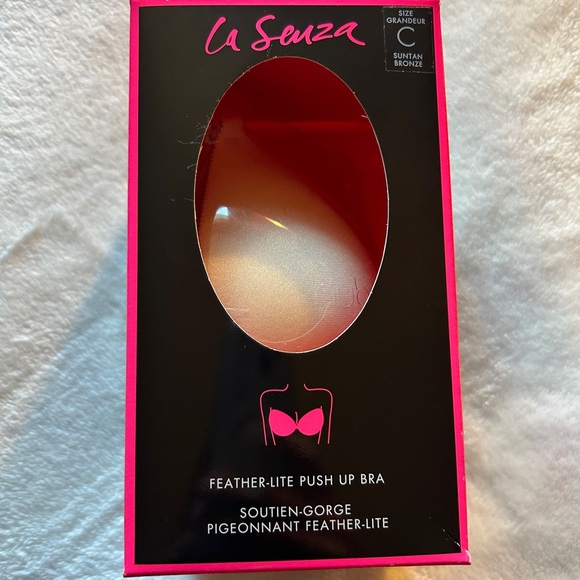 La Senza
SIZE
GRANDEUR
C
SUNTAN
BRONZE
FEATHER-LITE PUSH UP BRA
SOUTIEN-GORGE
PIGEONNANT FEATHER-LITE